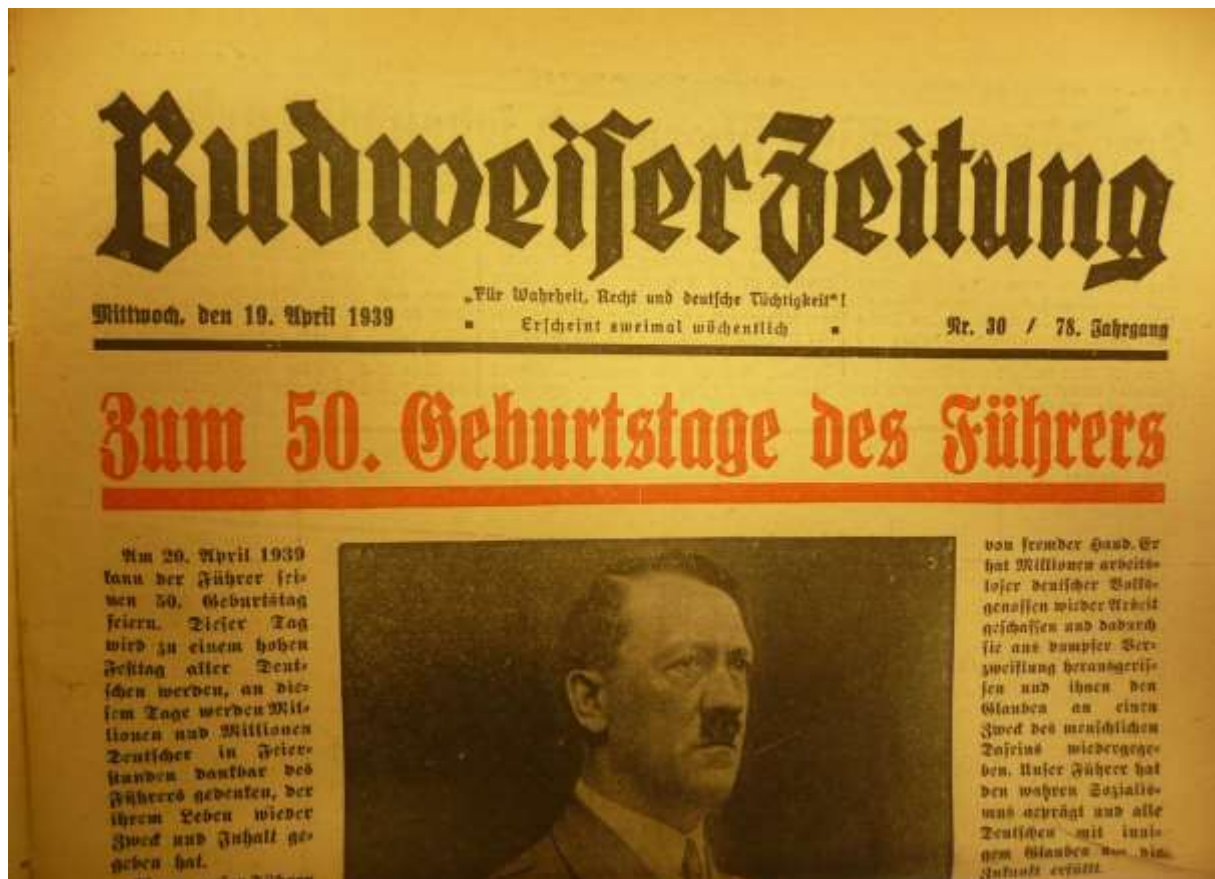 Budweiser Zeitung
Mittwoch, den 19. April 1939
„Für Wahrheit, Recht und deutsche Tüchtigkeit“!
Erscheint zweimal wöchentlich
Nr. 30 / 78. Jahrgang
Zum 50. Geburtstage des Führers
Am 20. April 1939
kann der Führer sei-
nen 50. Geburtstag
feiern. Dieser Tag
wird zu einem hohen
Festtag aller Deut-
schen werden, an die-
sem Tage werden Mil-
lionen und Millionen
Deutscher in Feier-
stunden dankbar des
Führers gedenken, der
ihrem Leben wieder
Zweck und Inhalt ge-
geben hat.
von fremder Hand. Er
hat Millionen arbeits-
loser deutscher Volks-
genossen wieder Arbeit
geschaffen und dadurch
sie aus dumpfer Ver-
zweiflung herausgeris-
sen und ihnen den
Glauben an einen
Zweck des menschlichen
Daseins wiedergege-
ben. Unser Führer hat
den wahren Sozialis-
mus geprägt und alle
Deutschen mit inni-
gem Glauben an die
Zukunft erfüllt.